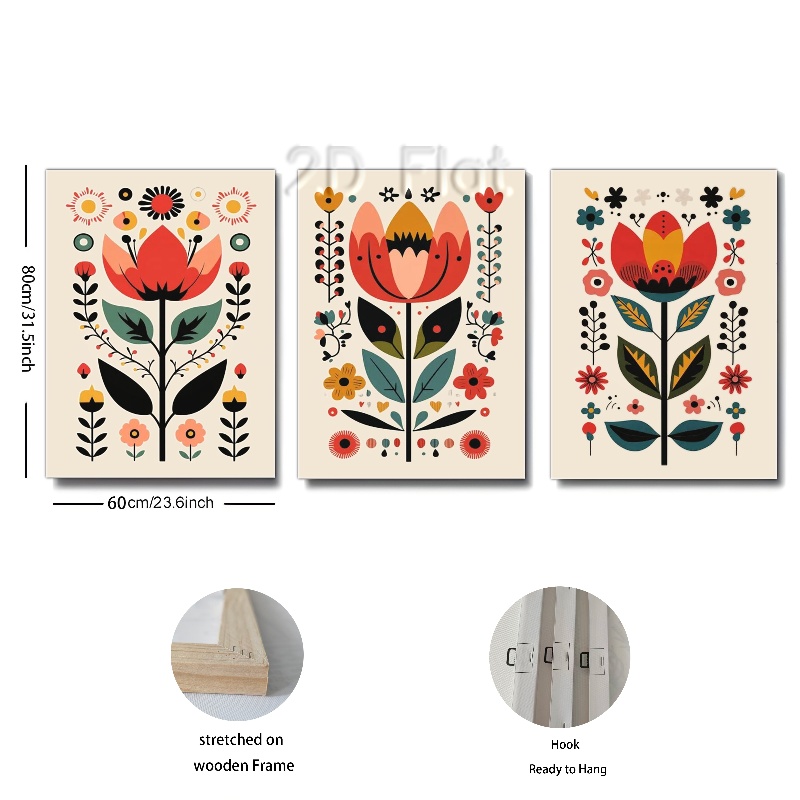 2D Flat
80cm/31.5inch
60cm/23.6inch
stretched on
wooden Frame
Hook
Ready to Hang